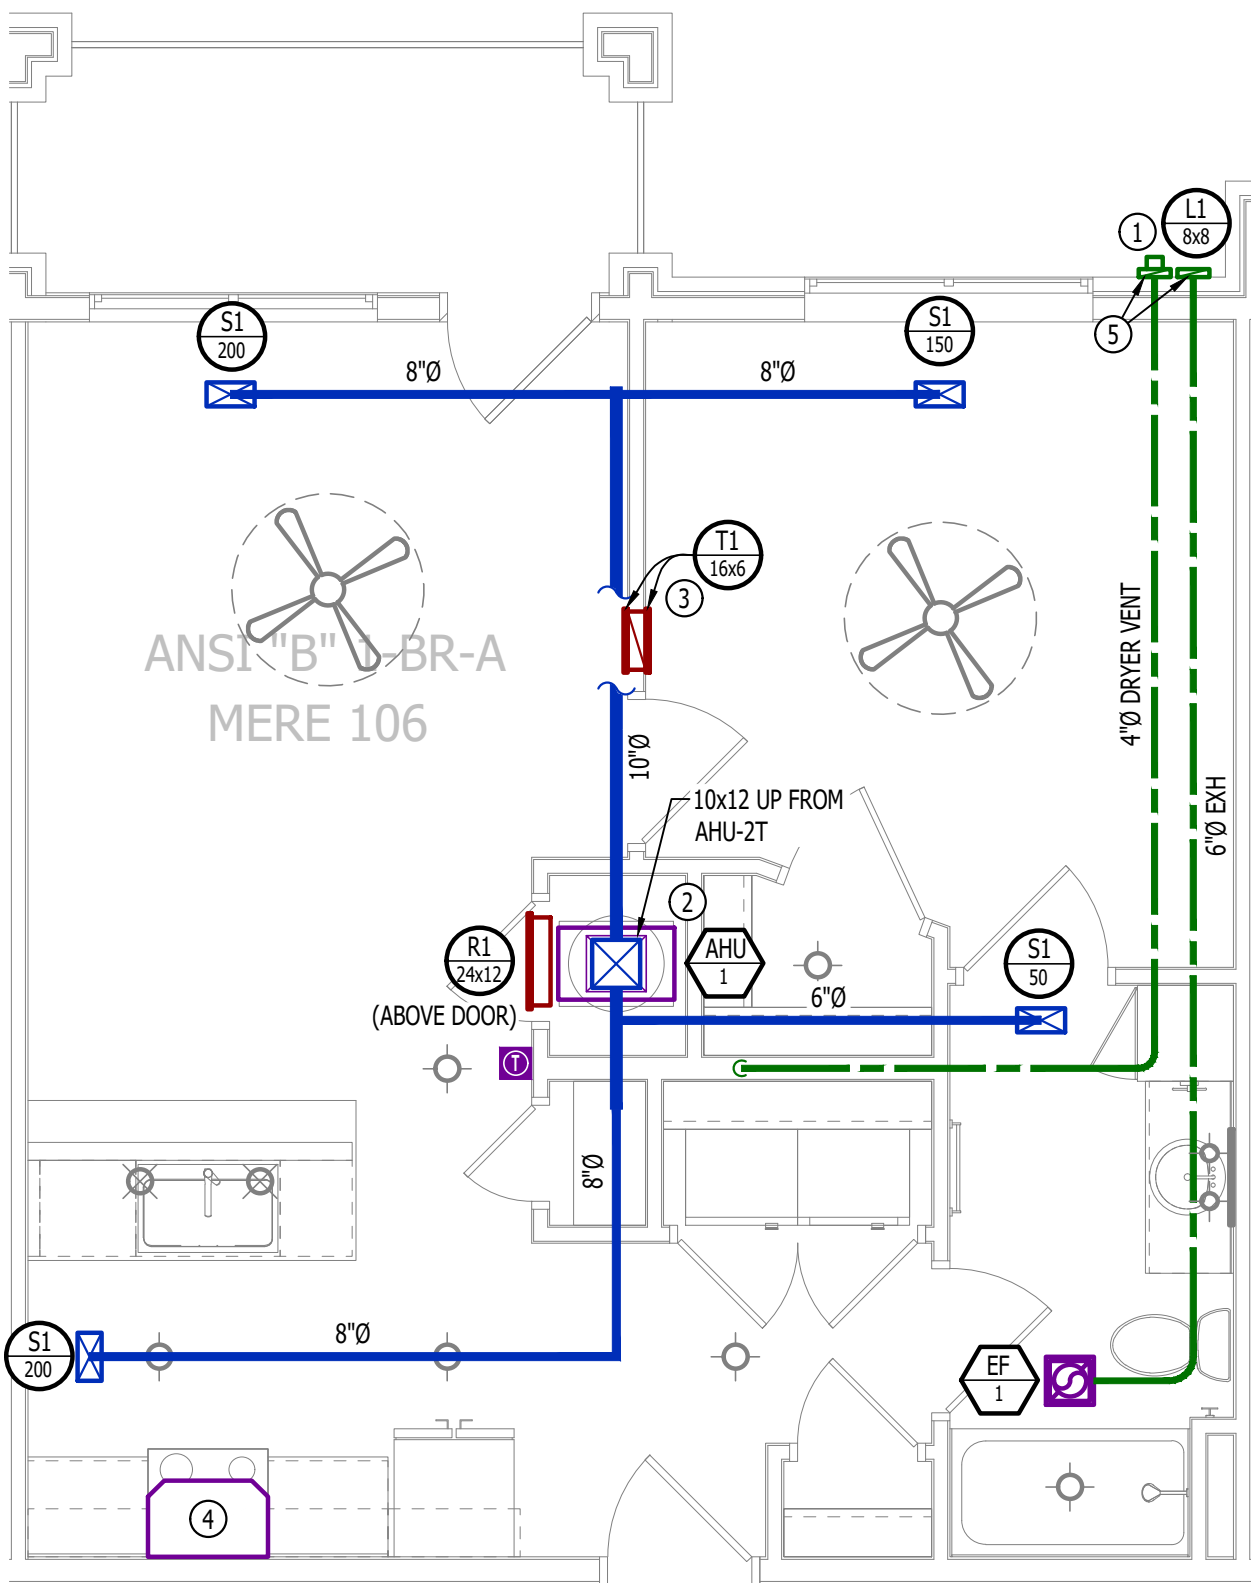 L1
8x8
1
S1
200
S1
150
5
8"Ø
8"Ø
T1
16x6
3
ANSI "B" 1-BR-A
MERE 106
4"Ø DRYER VENT
10"Ø
10x12 UP FROM
AHU-2T
6"Ø EXH
2
R1
24x12
(ABOVE DOOR)
AHU
1
S1
50
6"Ø
T
8"Ø
8"Ø
S1
200
EF
1
4